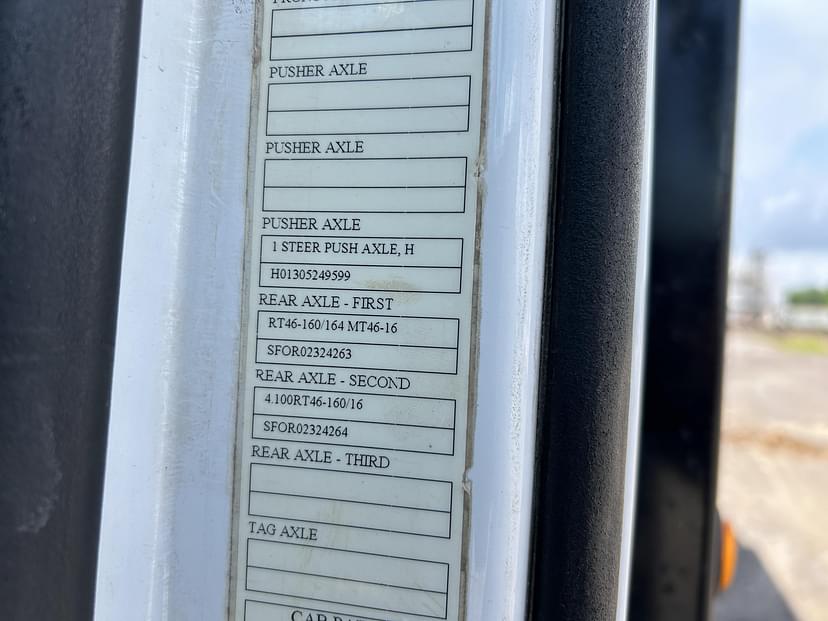 PUSHER AXLE
PUSHER AXLE
PUSHER AXLE
1 STEER PUSH AXLE, H
H01305249599
REAR AXLE - FIRST
RT46-160/164 MT46-16
SFOR02324263
REAR AXLE - SECOND
4.100RT46-160/16
SFOR02324264
REAR AXLE - THIRD
TAG AXLE